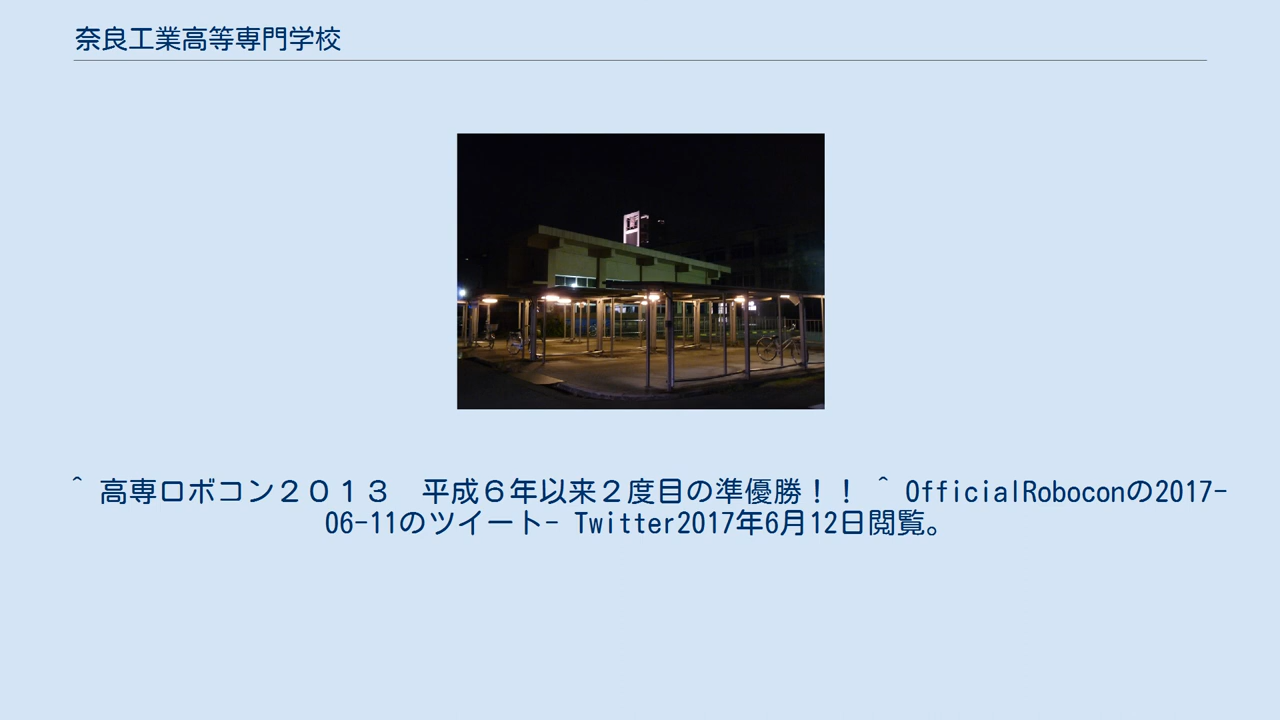 奈良工業高等専門学校
^ 高専ロボコン２０１３　平成６年以来２度目の準優勝！！ ^ OfficialRoboconの2017-
06-11のツイート- Twitter2017年6月12日閲覧。